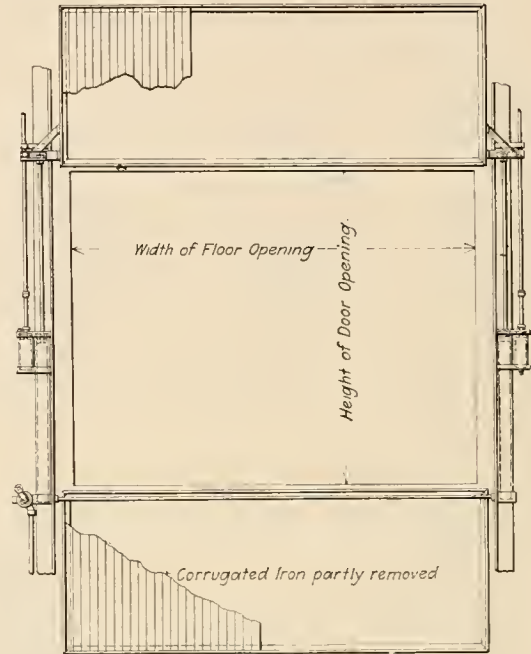 Width of Floor Opening
Height of Door Opening.
Corrugated Iron partly removed